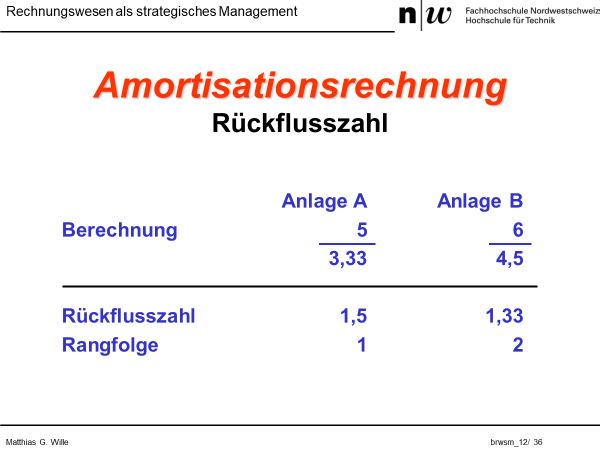 Rechnungswesen als strategisches Management
n w Fachhochschule Nordwestschweiz
Hochschule für Technik
Amortisationsrechnung
Rückflusszahl
Anlage A Anlage B
Berechnung 5 6
3,33 4,5
Rückflusszahl 1,5 1,33
Rangfolge 1 2
Matthias G. Wille brwsm_12/ 36